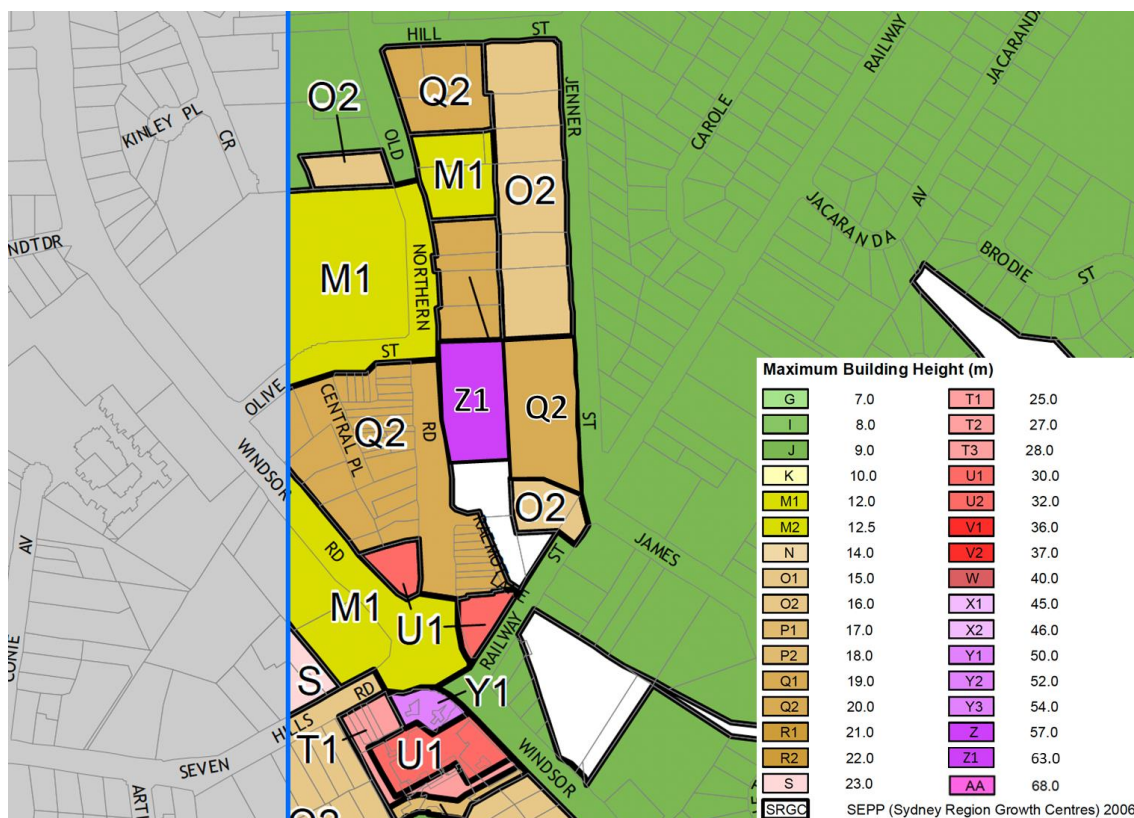 HILL
ST
RAILWAY
JACARANDA
JENNER
CAROLE
KINLEY PL
CR
OLD
O2
Q2
M1
O2
JACARANDA
AV
BRODIE
ST
M1
NORTHERN
ST
OLIVE
CENTRAL PL
Q2
RD
Z1
Q2
ST
WINDSOR
O2
JAMES
ST
AV
RD
M1
U1
RAILWAY
S
RD
Y1
HILLS
T1
U1
SEVEN
WINDSOR
O2
Maximum Building Height (m)
G 7.0 T1 25.0
I 8.0 T2 27.0
J 9.0 T3 28.0
K 10.0 U1 30.0
M1 12.0 U2 32.0
M2 12.5 V1 36.0
N 14.0 V2 37.0
O1 15.0 W 40.0
O2 16.0 X1 45.0
P1 17.0 X2 46.0
P2 18.0 Y1 50.0
Q1 19.0 Y2 52.0
Q2 20.0 Y3 54.0
R1 21.0 Z 57.0
R2 22.0 Z1 63.0
S 23.0 AA 68.0
SRGC SEPP (Sydney Region Growth Centres) 2006